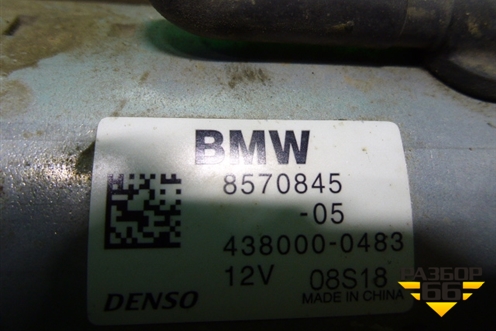 BMW
8570845
-05
438000-0483
12V 08S18
DENSO MADE IN CHINA
РАЗБОР
66